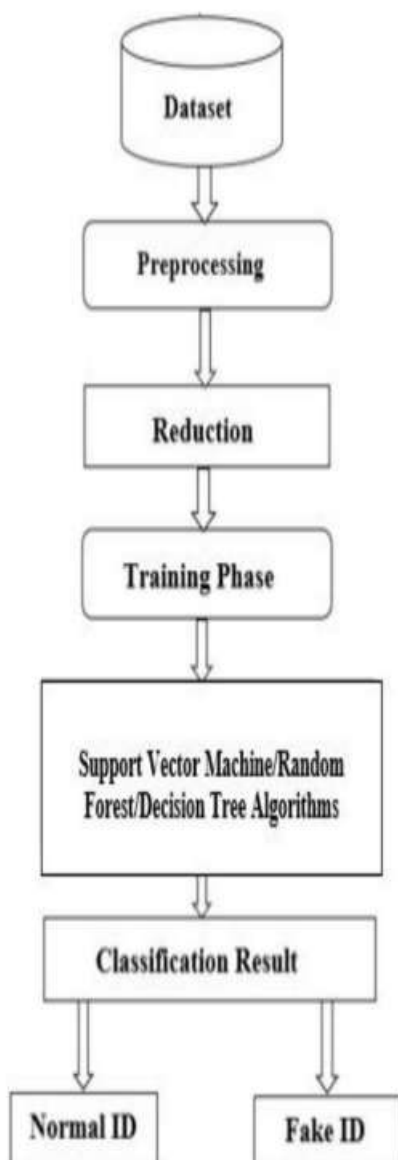 Dataset
Preprocessing
Reduction
Training Phase
Support Vector Machine/Random
Forest/Decision Tree Algorithms
Classification Result
Normal ID
Fake ID